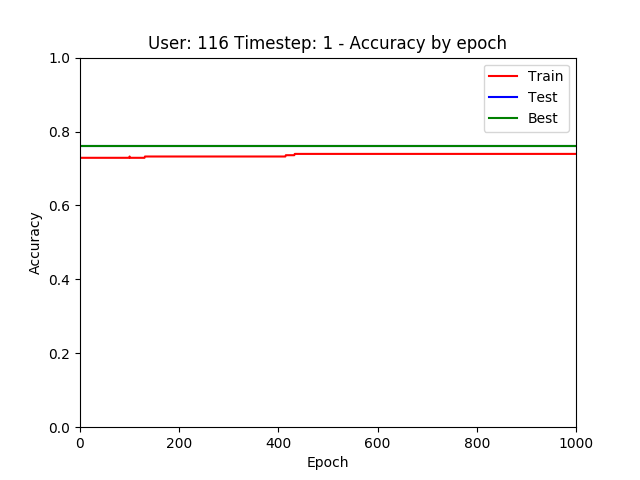 User: 116 Timestep: 1 - Accuracy by epoch
1.0
0.8
0.6
0.4
0.2
0.0
Accuracy
Train
Test
Best
0 200 400 600 800 1000
Epoch